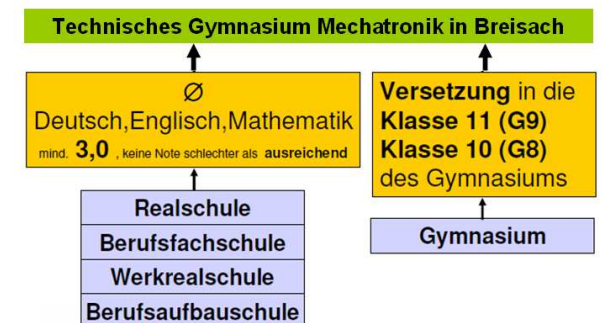 Technisches Gymnasium Mechatronik in Breisach
Ø
Deutsch,Englisch,Mathematik
mind. 3,0 , keine Note schlechter als ausreichend
Realschule
Berufsfachschule
Werkrealschule
Berufsaufbauschule
Versetzung in die
Klasse 11 (G9)
Klasse 10 (G8)
des Gymnasiums
Gymnasium